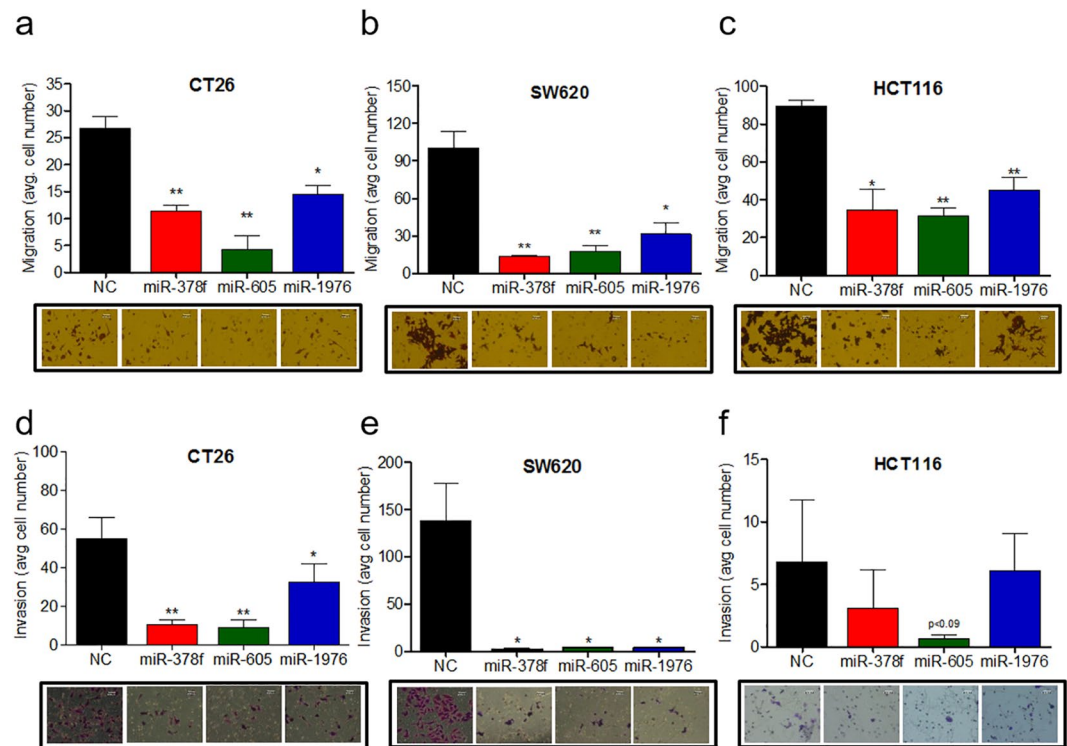 a
CT26
Migration (avg. cell number)
35
30
25
20
15
10
5
0
**
**
*
NC miR-378f miR-605 miR-1976
b
SW620
Migration (avg cell number)
150
120
90
60
30
0
**
**
*
NC miR-378f miR-605 miR-1976
c
HCT116
Migration (avg cell number)
100
80
60
40
20
0
*
**
**
NC miR-378f miR-605 miR-1976
d
CT26
Invasion (avg cell number)
100
80
60
40
20
0
**
**
*
NC miR-378f miR-605 miR-1976
e
SW620
Invasion (avg cell number)
200
150
100
50
0
*
*
*
NC miR-378f miR-605 miR-1976
f
HCT116
Invasion (avg cell number)
15
10
5
0
p<0.09
NC miR-378f miR-605 miR-1976